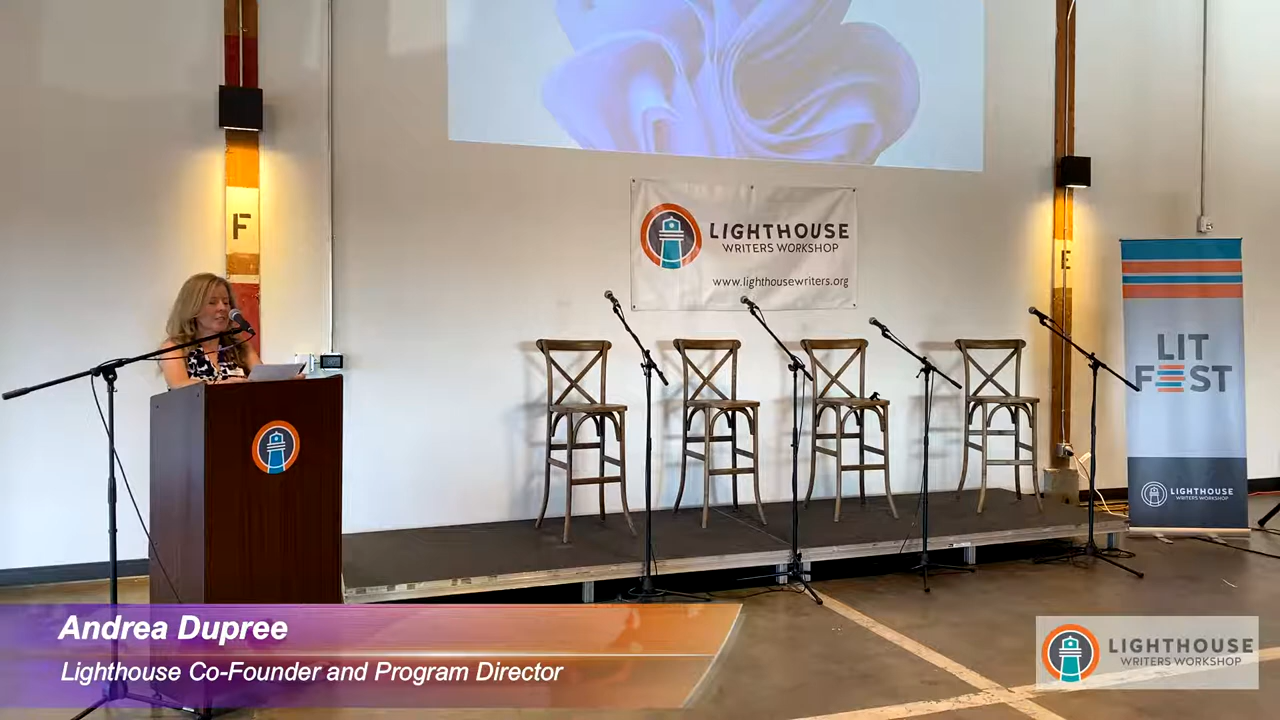 F
LIGHTHOUSE
WRITERS WORKSHOP
www.lighthousewriters.org
E
LIT
FEST
LIGHTHOUSE
WRITERS WORKSHOP
Andrea Dupree
Lighthouse Co-Founder and Program Director
LIGHTHOUSE
WRITERS WORKSHOP